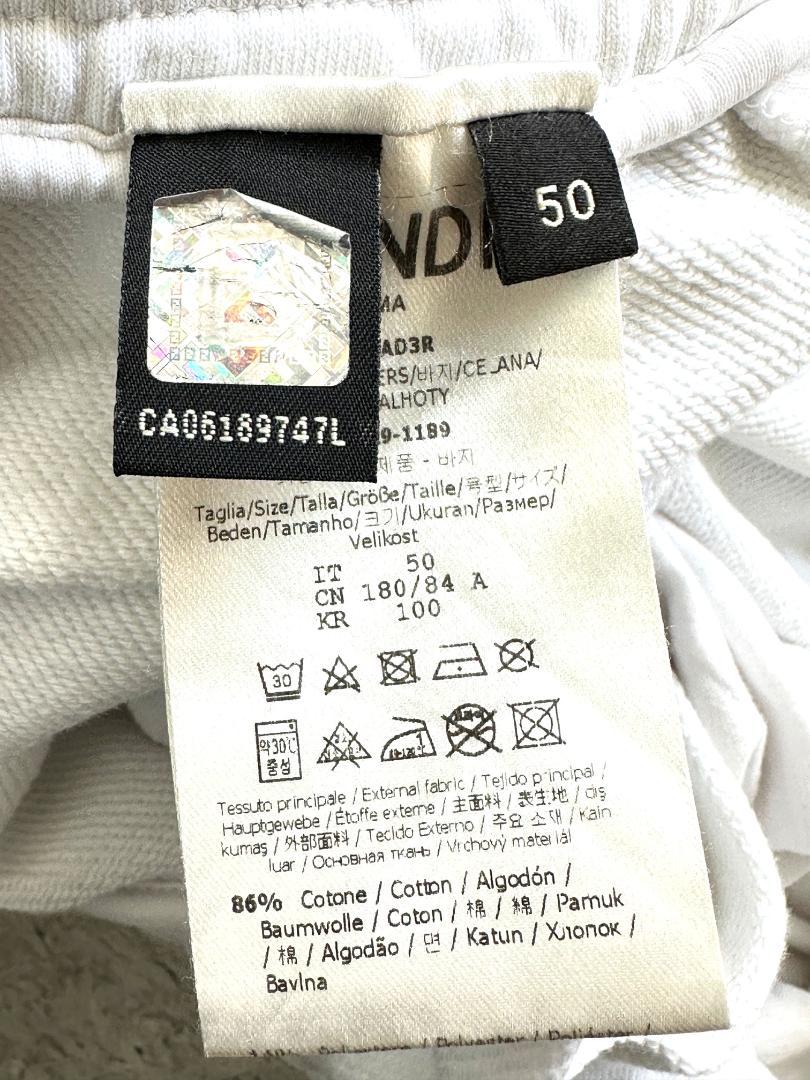 50
NDI
MA
AD3R
ERS/바지/CELANA/
ALHOTY
CA06189747L
9-1189
제품 - 바지
Taglia/Size/Talla/Größe/Taille/号型/サイズ/
Beden/Tamanho/크기/Ukuran/Размер/
Velikost
IT 50
CN 180/84 A
KR 100
30
약30℃
중성
Tessuto principale / External fabric / Tejido principal /
Hauptgewebe / Étoffe externe / 主面料 / 表生地 / dış
kumaş / 外部面料 / Tecido Externo / 주요 소재 / Kain
luar / Основная ткань / Vrchový materiál
86% Cotone / Cotton / Algodón /
Baumwolle / Coton / 棉 / 綿 / Pamuk
/ 棉 / Algodão / 면 / Katun / Хлопок /
Bavlna